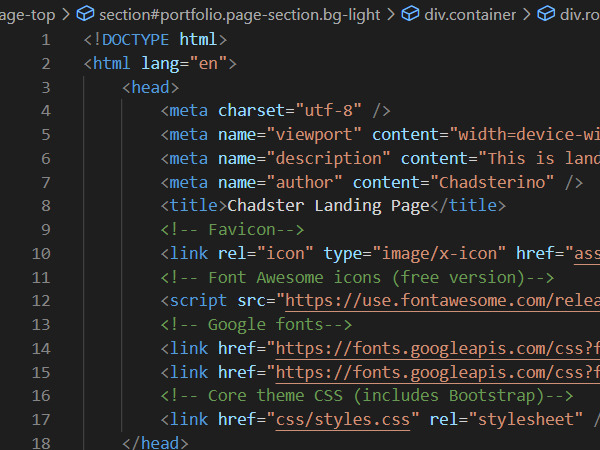 age-top > section#portfolio.page-section.bg-light > div.container > div.ro
1 <!DOCTYPE html>
2 <html lang="en">
3 <head>
4 <meta charset="utf-8" />
5 <meta name="viewport" content="width=device-wi
6 <meta name="description" content="This is land
7 <meta name="author" content="Chadsterino" />
8 <title>Chadster Landing Page</title>
9 <!-- Favicon-->
10 <link rel="icon" type="image/x-icon" href="ass
11 <!-- Font Awesome icons (free version)-->
12 <script src="https://use.fontawesome.com/relea
13 <!-- Google fonts-->
14 <link href="https://fonts.googleapis.com/css?f
15 <link href="https://fonts.googleapis.com/css?f
16 <!-- Core theme CSS (includes Bootstrap)-->
17 <link href="css/styles.css" rel="stylesheet" /
18 </head>